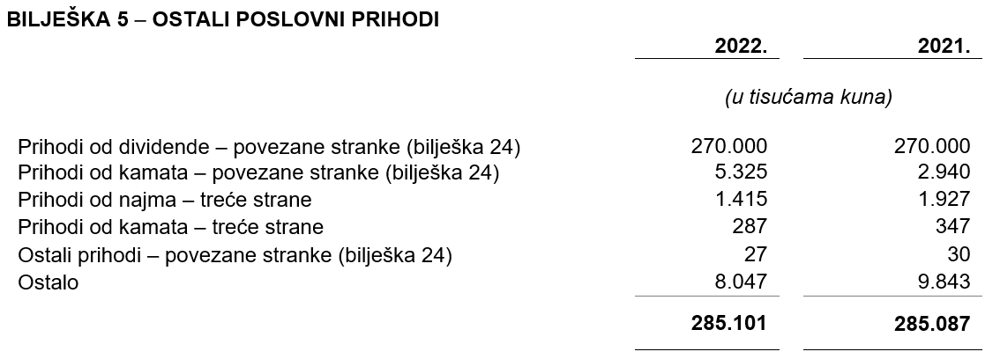 BILJEŠKA 5 – OSTALI POSLOVNI PRIHODI
2022. 2021.
(u tisućama kuna)
Prihodi od dividende – povezane stranke (bilješka 24) 270.000 270.000
Prihodi od kamata – povezane stranke (bilješka 24) 5.325 2.940
Prihodi od najma – treće strane 1.415 1.927
Prihodi od kamata – treće strane 287 347
Ostali prihodi – povezane stranke (bilješka 24) 27 30
Ostalo 8.047 9.843
285.101 285.087